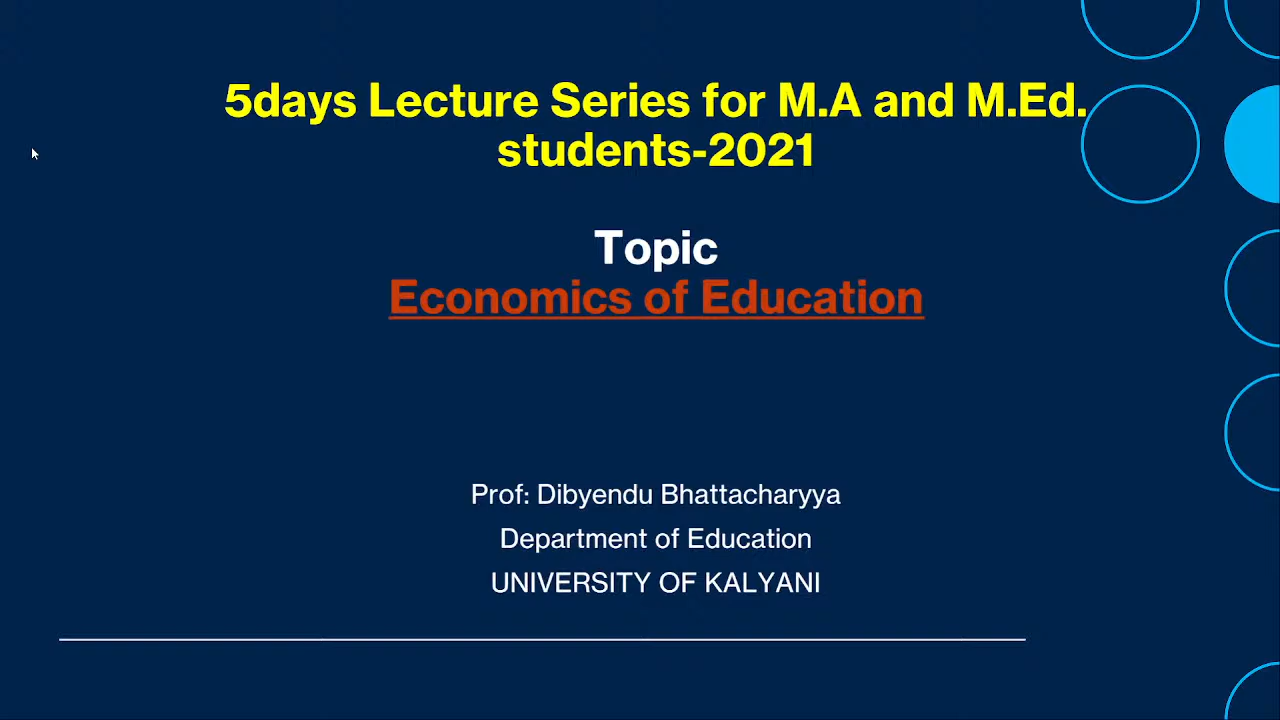 5days Lecture Series for M.A and M.Ed.
students-2021
Topic
Economics of Education
Prof: Dibyendu Bhattacharyya
Department of Education
UNIVERSITY OF KALYANI